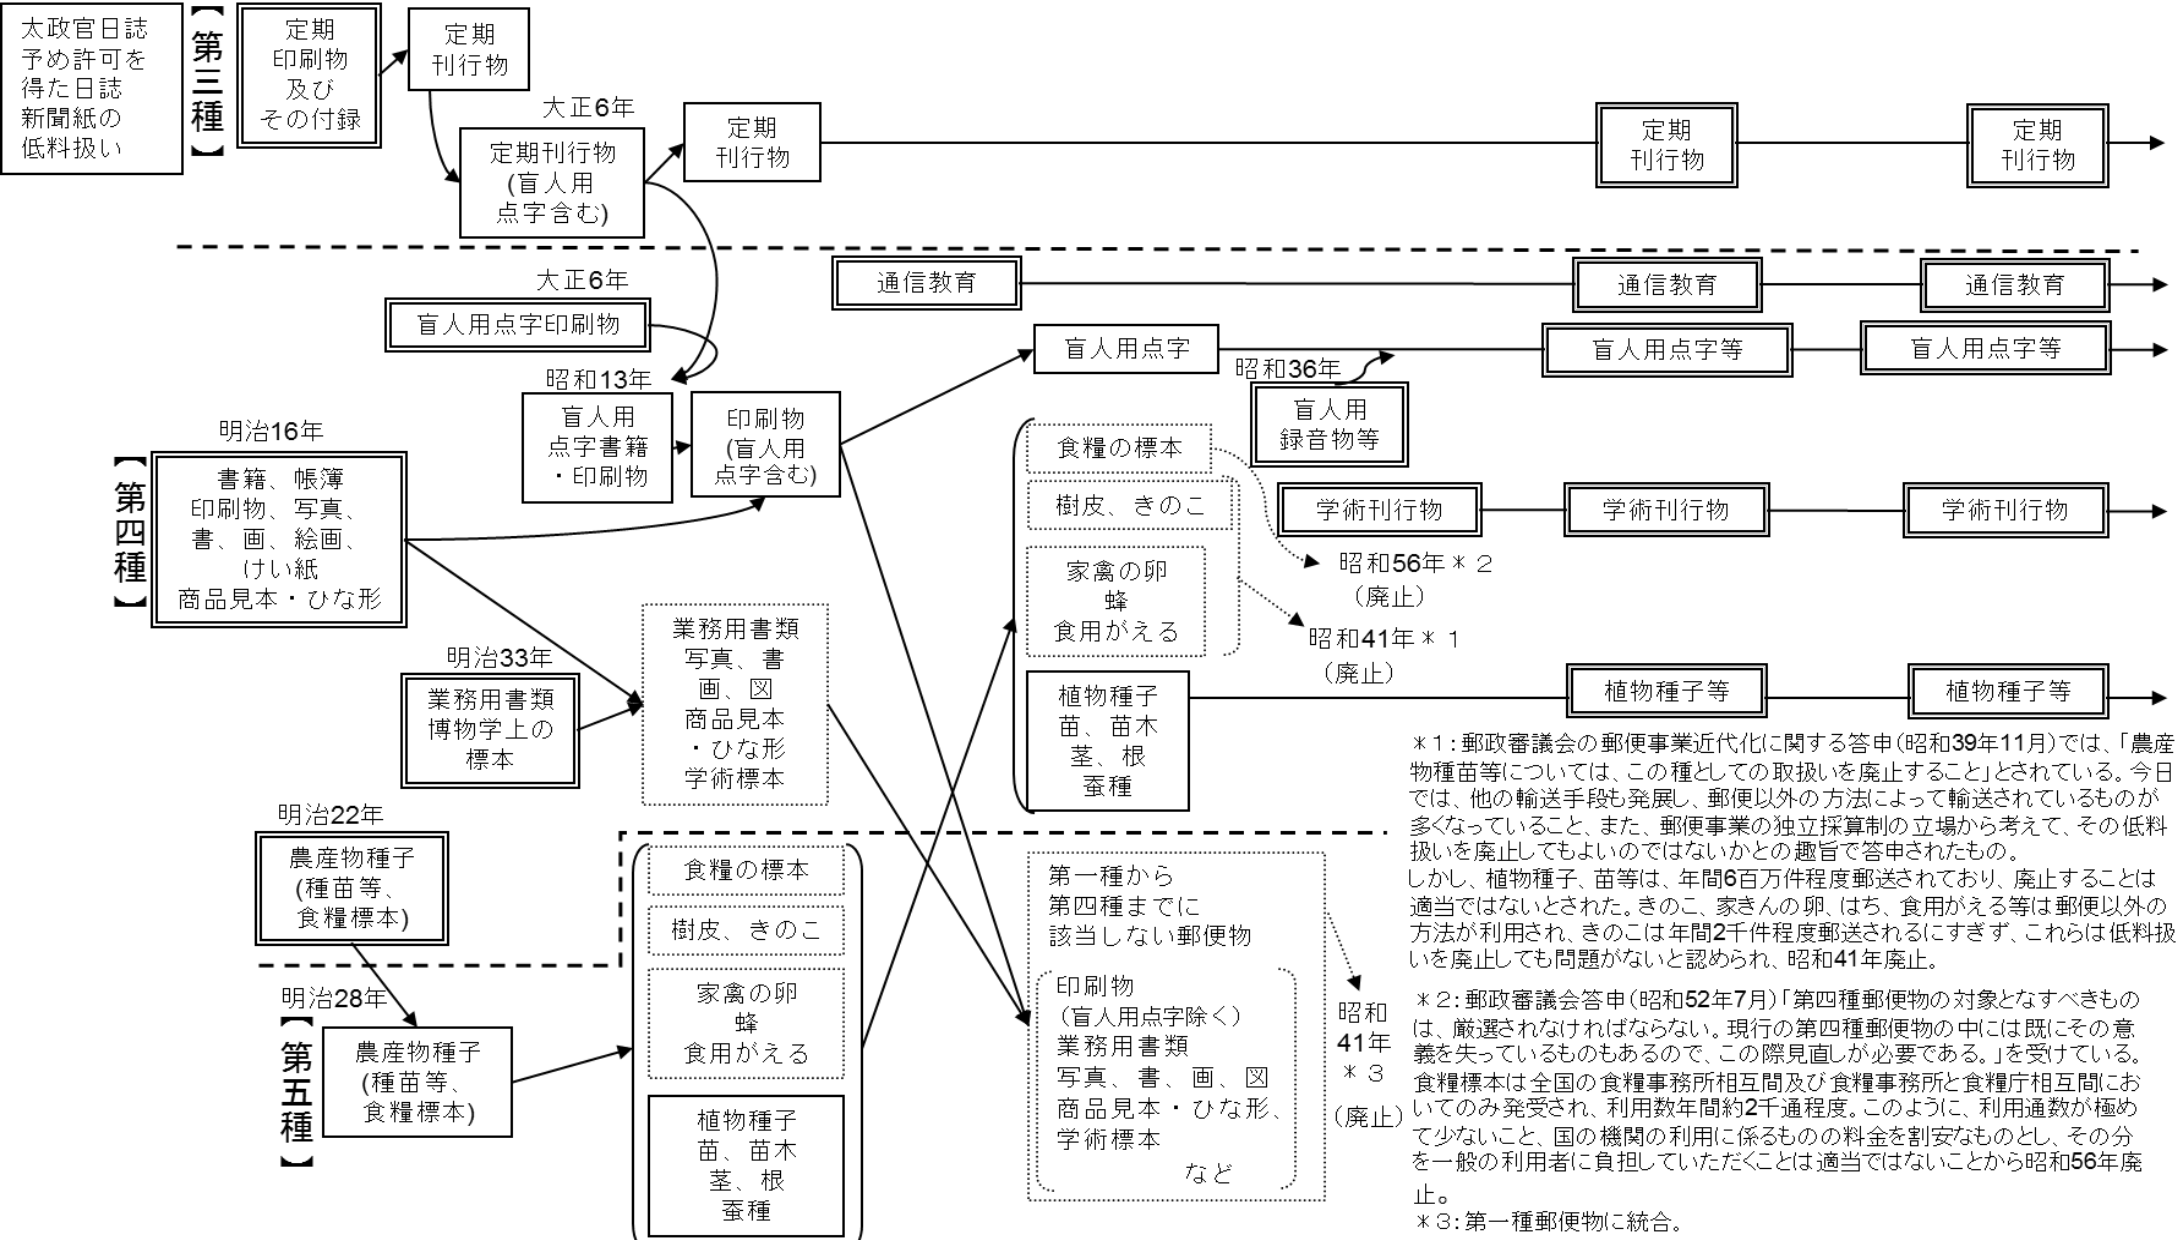 太政官日誌
予め許可を
得た日誌
新聞紙の
低料扱い
【第三種】
定期
印刷物
及び
その付録
定期
刊行物
大正6年
定期刊行物
(盲人用
点字含む)
定期
刊行物
定期
刊行物
定期
刊行物
大正6年
盲人用点字印刷物
通信教育
通信教育
通信教育
昭和13年
盲人用
点字書籍
・印刷物
印刷物
(盲人用
点字含む)
盲人用点字
昭和36年
盲人用
録音物等
盲人用点字等
盲人用点字等
明治16年
【第四種】
書籍、帳簿
印刷物、写真、
書、画、絵画、
けい紙
商品見本・ひな形
明治33年
業務用書類
博物学上の
標本
業務用書類
写真、書
画、図
商品見本
・ひな形
学術標本
食糧の標本
樹皮、きのこ
家禽の卵
蜂
食用がえる
植物種子
苗、苗木
茎、根
蚕種
学術刊行物
学術刊行物
学術刊行物
昭和56年*2
(廃止)
昭和41年*1
(廃止)
植物種子等
植物種子等
明治22年
農産物種子
(種苗等、
食糧標本)
明治28年
【第五種】
農産物種子
(種苗等、
食糧標本)
食糧の標本
樹皮、きのこ
家禽の卵
蜂
食用がえる
植物種子
苗、苗木
茎、根
蚕種
第一種から
第四種までに
該当しない郵便物
印刷物
(盲人用点字除く)
業務用書類
写真、書、画、図
商品見本・ひな形、
学術標本
など
昭和
41年
*3
(廃止)
*1:郵政審議会の郵便事業近代化に関する答申(昭和39年11月)では、「農産
物種苗等については、この種としての取扱いを廃止すること」とされている。今日
では、他の輸送手段も発展し、郵便以外の方法によって輸送されているものが
多くなっていること、また、郵便事業の独立採算制の立場から考えて、その低料
扱いを廃止してもよいのではないかとの趣旨で答申されたもの。
しかし、植物種子、苗等は、年間6百万件程度郵送されており、廃止することは
適当ではないとされた。きのこ、家きんの卵、はち、食用がえる等は郵便以外の
方法が利用され、きのこは年間2千件程度郵送されるにすぎず、これらは低料扱
いを廃止しても問題がないと認められ、昭和41年廃止。
*2:郵政審議会答申(昭和52年7月)「第四種郵便物の対象となすべきもの
は、厳選されなければならない。現行の第四種郵便物の中には既にその意
義を失っているものもあるので、この際見直しが必要である。」を受けている。
食糧標本は全国の食糧事務所相互間及び食糧事務所と食糧庁相互間にお
いてのみ発受され、利用数年間約2千通程度。このように、利用通数が極め
て少ないこと、国の機関の利用に係るものの料金を割安なものとし、その分
を一般の利用者に負担していただくことは適当ではないことから昭和56年廃
止。
*3:第一種郵便物に統合。